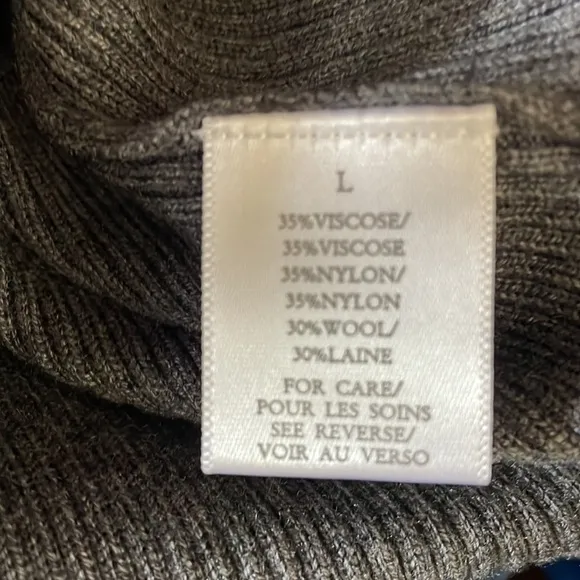 L
35%VISCOSE/
35%VISCOSE
35%NYLON/
35%NYLON
30%WOOL/
30%LAINE
FOR CARE/
POUR LES SOINS
SEE REVERSE/
VOIR AU VERSO